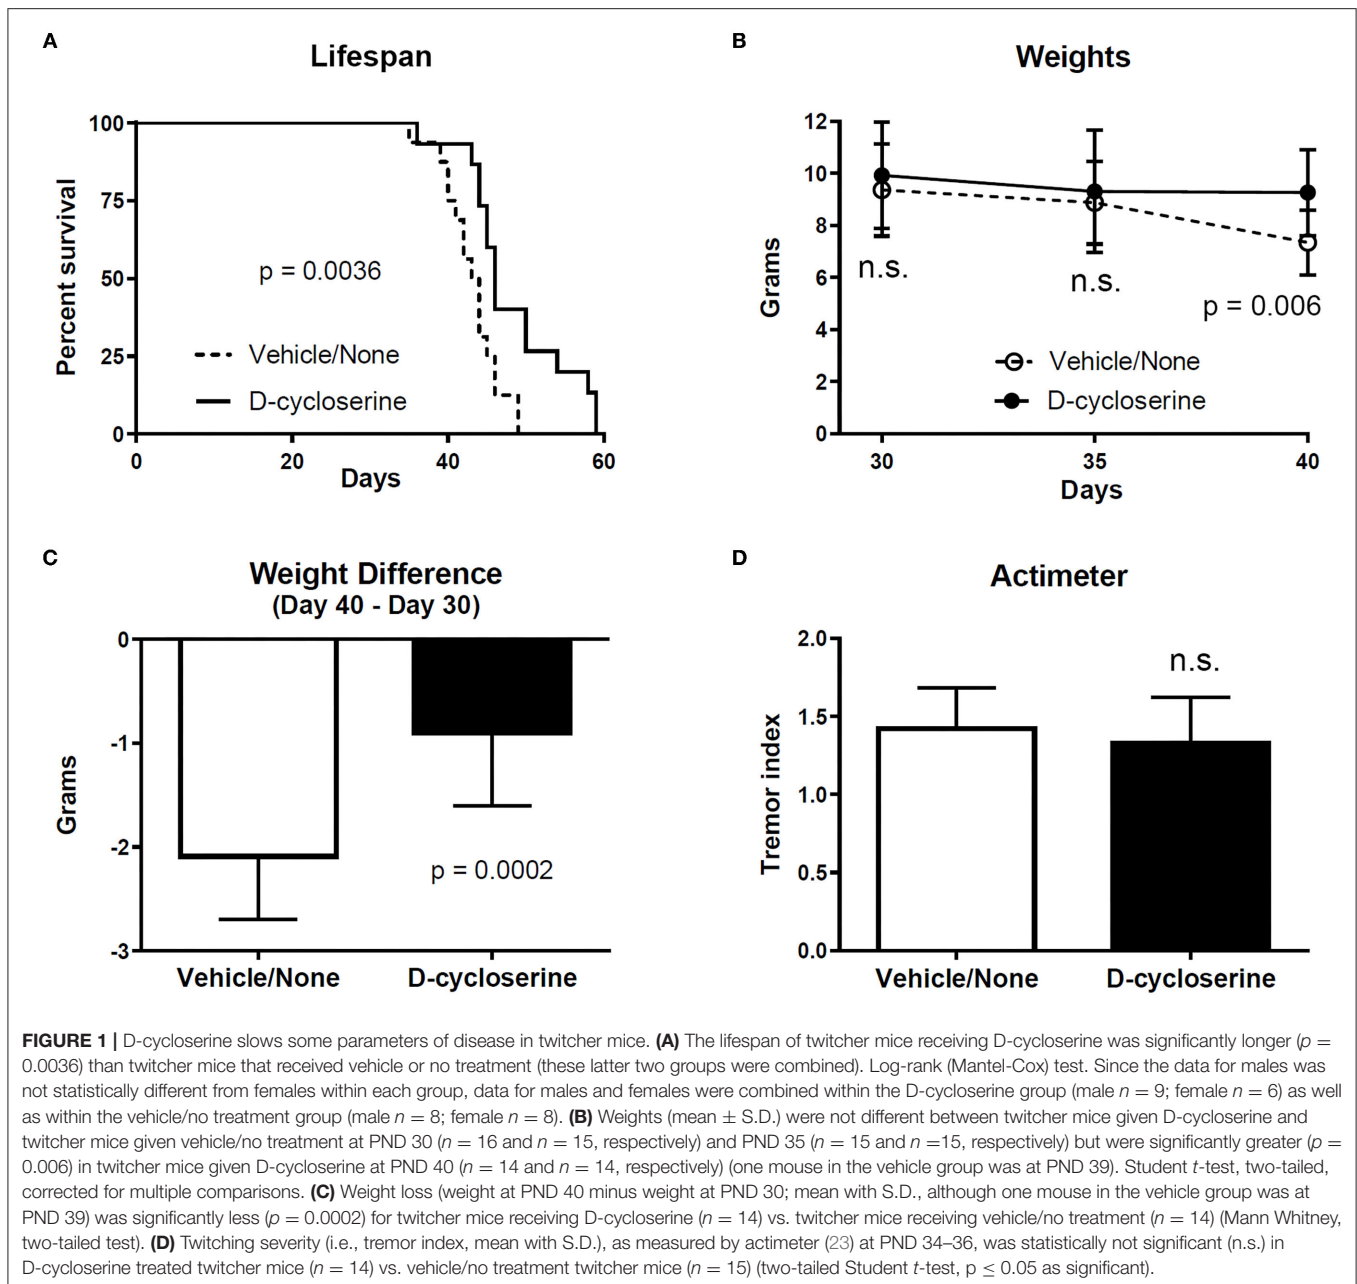 A
Lifespan
100
75
50
25
0
Percent survival
p = 0.0036
Vehicle/None
D-cycloserine
0
20
40
60
Days
B
Weights
12
10
8
6
4
2
0
Grams
n.s.
n.s.
p = 0.006
Vehicle/None
D-cycloserine
30
35
40
Days
C
Weight Difference
(Day 40 - Day 30)
0
-1
-2
-3
Grams
p = 0.0002
Vehicle/None
D-cycloserine
D
Actimeter
2.0
1.5
1.0
0.5
0.0
Tremor index
n.s.
Vehicle/None
D-cycloserine
FIGURE 1 | D-cycloserine slows some parameters of disease in twitcher mice. (A) The lifespan of twitcher mice receiving D-cycloserine was significantly longer (p =
0.0036) than twitcher mice that received vehicle or no treatment (these latter two groups were combined). Log-rank (Mantel-Cox) test. Since the data for males was
not statistically different from females within each group, data for males and females were combined within the D-cycloserine group (male n = 9; female n = 6) as well
as within the vehicle/no treatment group (male n = 8; female n = 8). (B) Weights (mean ± S.D.) were not different between twitcher mice given D-cycloserine and
twitcher mice given vehicle/no treatment at PND 30 (n = 16 and n = 15, respectively) and PND 35 (n = 15 and n =15, respectively) but were significantly greater (p =
0.006) in twitcher mice given D-cycloserine at PND 40 (n = 14 and n = 14, respectively) (one mouse in the vehicle group was at PND 39). Student t-test, two-tailed,
corrected for multiple comparisons. (C) Weight loss (weight at PND 40 minus weight at PND 30; mean with S.D., although one mouse in the vehicle group was at
PND 39) was significantly less (p = 0.0002) for twitcher mice receiving D-cycloserine (n = 14) vs. twitcher mice receiving vehicle/no treatment (n = 14) (Mann Whitney,
two-tailed test). (D) Twitching severity (i.e., tremor index, mean with S.D.), as measured by actimeter (23) at PND 34–36, was statistically not significant (n.s.) in
D-cycloserine treated twitcher mice (n = 14) vs. vehicle/no treatment twitcher mice (n = 15) (two-tailed Student t-test, p ≤ 0.05 as significant).